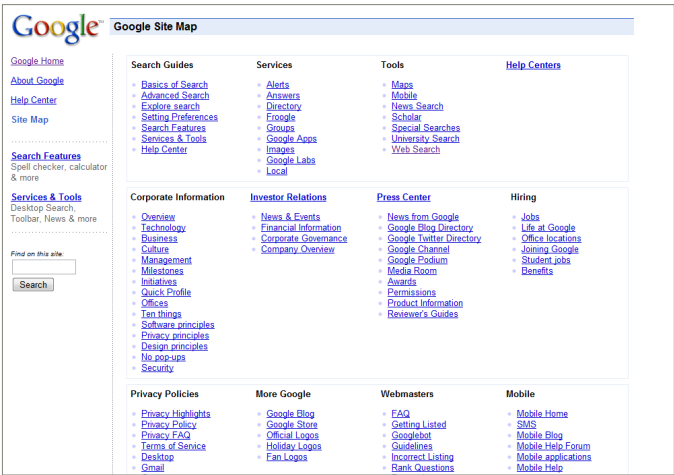 Google™
Google Site Map
Google Home
About Google
Help Center
Site Map
Search Features
Spell checker, calculator
& more
Services & Tools
Desktop Search,
Toolbar, News & more
Find on this site:
Search
Search Guides
Basics of Search
Advanced Search
Explore search
Setting Preferences
Search Features
Services & Tools
Help Center
Services
Alerts
Answers
Directory
Froogle
Groups
Google Apps
Images
Google Labs
Local
Tools
Maps
Mobile
News Search
Scholar
Special Searches
University Search
Web Search
Help Centers
Corporate Information
Overview
Technology
Business
Culture
Management
Milestones
Initiatives
Quick Profile
Offices
Ten things
Software principles
Privacy principles
Design principles
No pop-ups
Security
Investor Relations
News & Events
Financial Information
Corporate Governance
Company Overview
Press Center
News from Google
Google Blog Directory
Google Twitter Directory
Google Channel
Google Podium
Media Room
Awards
Permissions
Product Information
Reviewer's Guides
Hiring
Jobs
Life at Google
Office locations
Joining Google
Student jobs
Benefits
Privacy Policies
Privacy Highlights
Privacy Policy
Privacy FAQ
Terms of Service
Desktop
Gmail
More Google
Google Blog
Google Store
Official Logos
Holiday Logos
Fan Logos
Webmasters
FAQ
Getting Listed
Googlebot
Guidelines
Incorrect Listing
Rank Questions
Mobile
Mobile Home
SMS
Mobile Blog
Mobile Help Forum
Mobile applications
Mobile Help